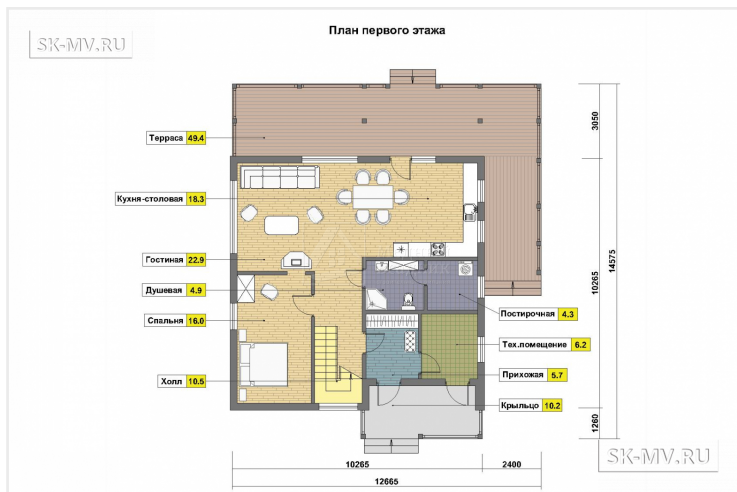 План первого этажа
SK-MV.RU
Терраса 49.4
Кухня-столовая 18.3
Гостиная 22.9
Душевая 4.9
Спальня 16.0
Холл 10.5
Постирочная 4.3
Тех.помещение 6.2
Прихожая 5.7
Крыльцо 10.2
3050
10265
14575
1260
SK-MV.RU
10265
2400
12665